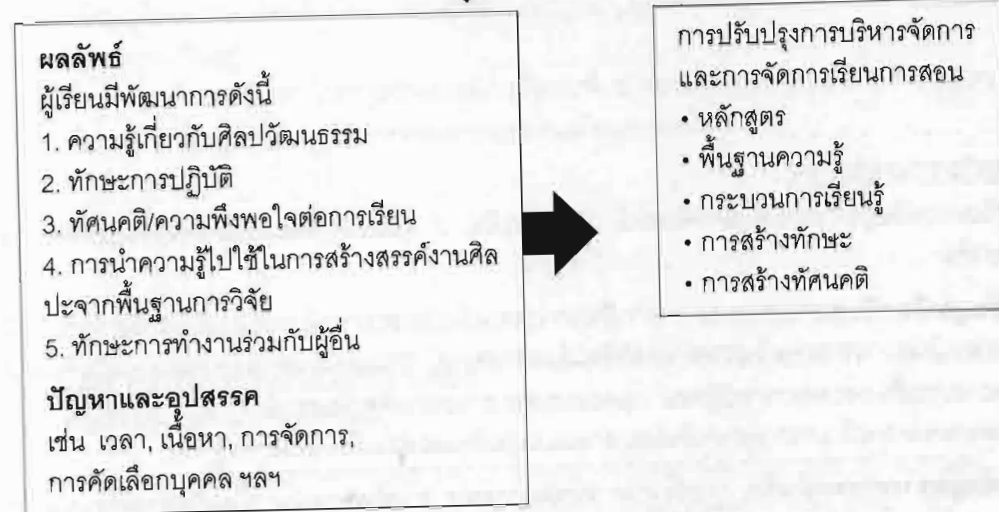 ผลลัพธ์
ผู้เรียนมีพัฒนาการดังนี้
1. ความรู้เกี่ยวกับศิลปวัฒนธรรม
2. ทักษะการปฏิบัติ
3. ทัศนคติ/ความพึงพอใจต่อการเรียน
4. การนำความรู้ไปใช้ในการสร้างสรรค์งานศิล
ปะจากพื้นฐานการวิจัย
5. ทักษะการทำงานร่วมกับผู้อื่น
ปัญหาและอุปสรรค
เช่น เวลา, เนื้อหา, การจัดการ,
การคัดเลือกบุคคล ฯลฯ
การปรับปรุงการบริหารจัดการ
และการจัดการเรียนการสอน
• หลักสูตร
• พื้นฐานความรู้
• กระบวนการเรียนรู้
• การสร้างทักษะ
• การสร้างทัศนคติ